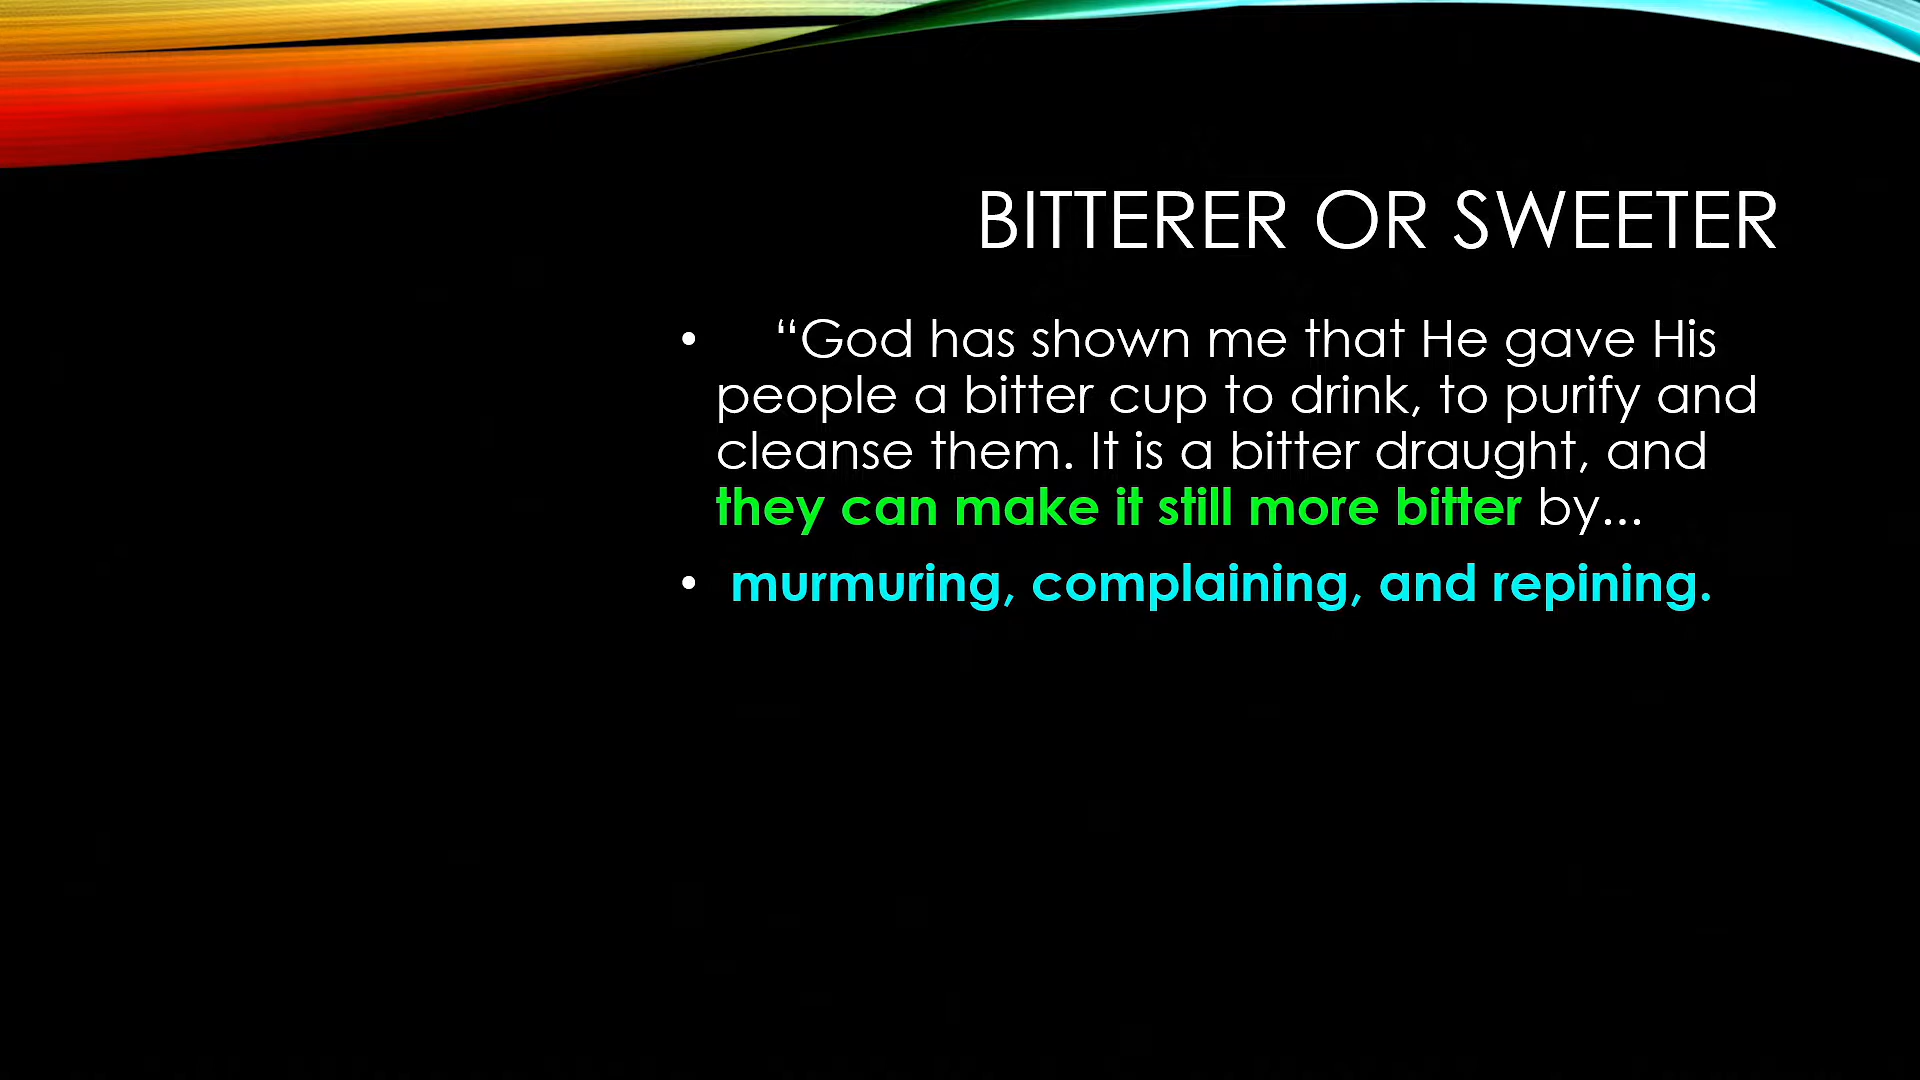 BITTERER OR SWEETER
• “God has shown me that He gave His
people a bitter cup to drink, to purify and
cleanse them. It is a bitter draught, and
they can make it still more bitter by...
• murmuring, complaining, and repining.